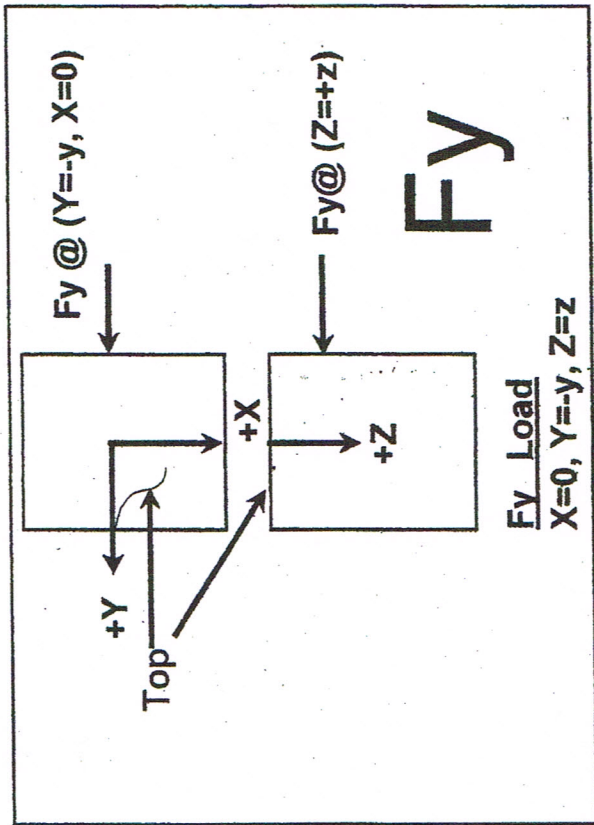 Fy @ (Y=-y, X=0)
+Y
+X
Top
Fy@ (Z=+z)
+Z
Fy Load
X=0, Y=-y, Z=z
Fy